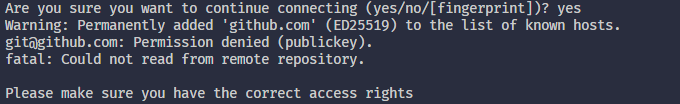 Are you sure you want to continue connecting (yes/no/[fingerprint])? yes
Warning: Permanently added 'github.com' (ED25519) to the list of known hosts.
git@github.com: Permission denied (publickey).
fatal: Could not read from remote repository.

Please make sure you have the correct access rights